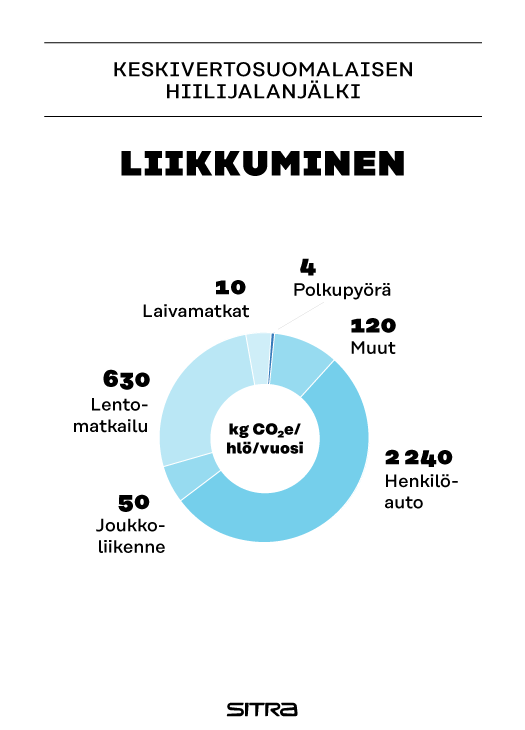 KESKIVERTOSUOMALAISEN
HIILIJALANJÄLKI
LIIKKUMINEN
4
Polkupyörä
10
Laivamatkat
120
Muut
630
Lento-
matkailu
kg CO₂e/
hlö/vuosi
2 240
Henkilö-
auto
50
Joukko-
liikenne
SITRA